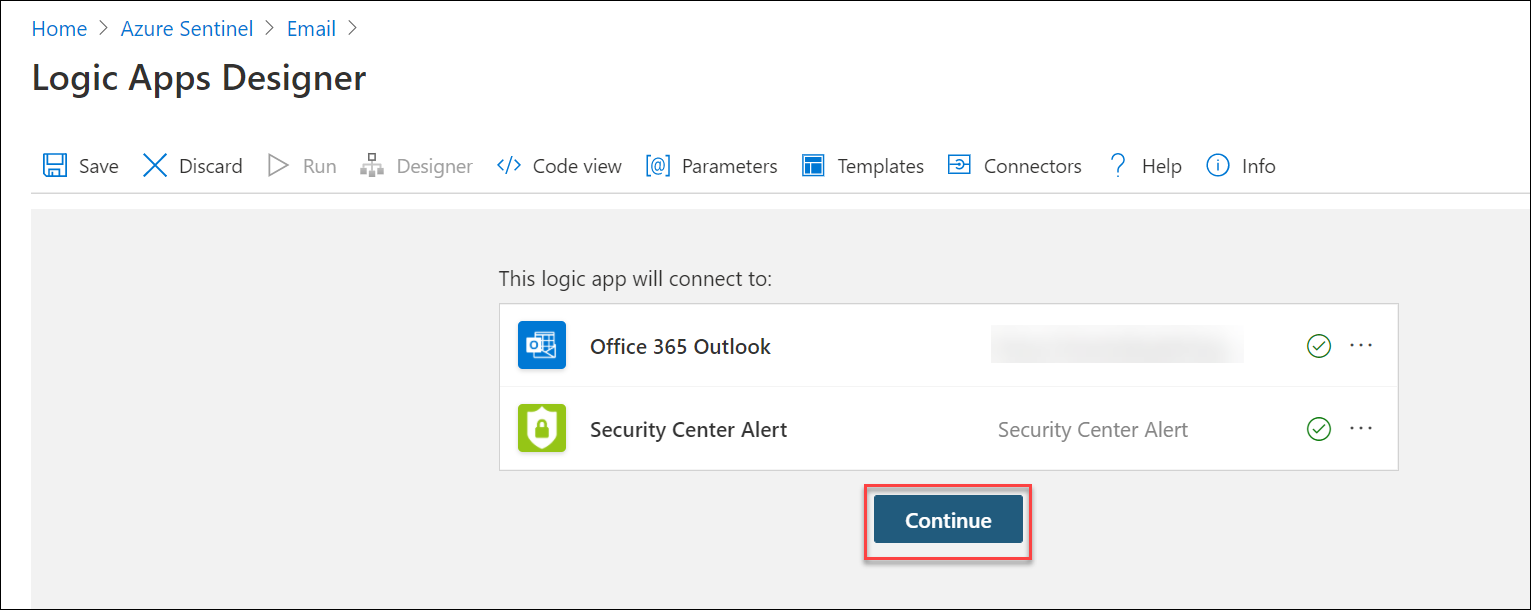 Home > Azure Sentinel > Email >
Logic Apps Designer
Save Discard Run Designer </> Code view [@] Parameters Templates Connectors ? Help Info
This logic app will connect to:
Office 365 Outlook
Security Center Alert Security Center Alert ...
Continue